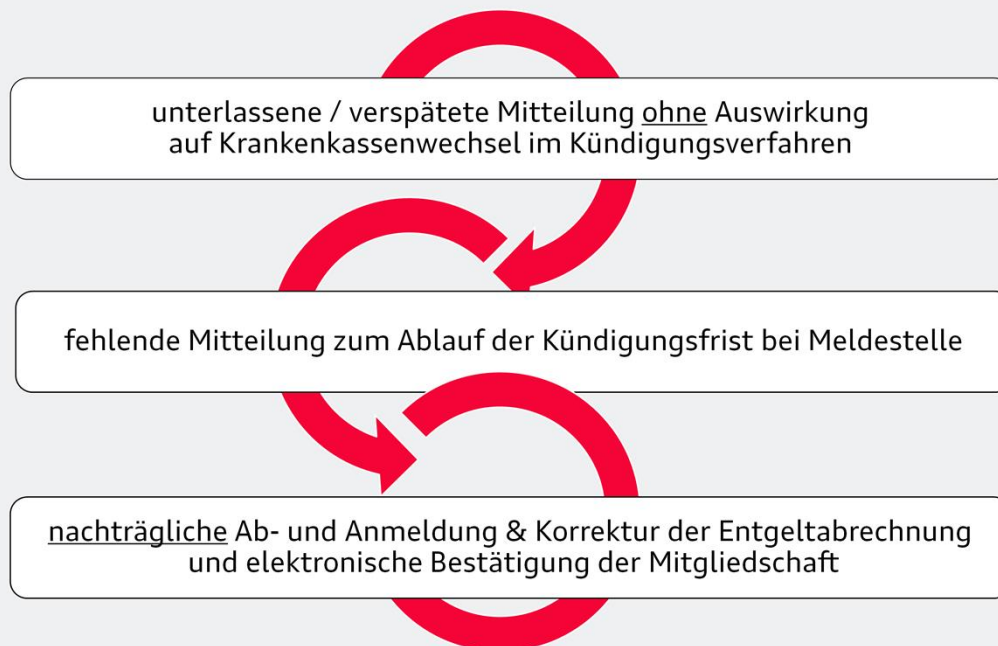 unterlassene / verspätete Mitteilung ohne Auswirkung
auf Krankenkassenwechsel im Kündigungsverfahren
fehlende Mitteilung zum Ablauf der Kündigungsfrist bei Meldestelle
nachträgliche Ab- und Anmeldung & Korrektur der Entgeltabrechnung
und elektronische Bestätigung der Mitgliedschaft